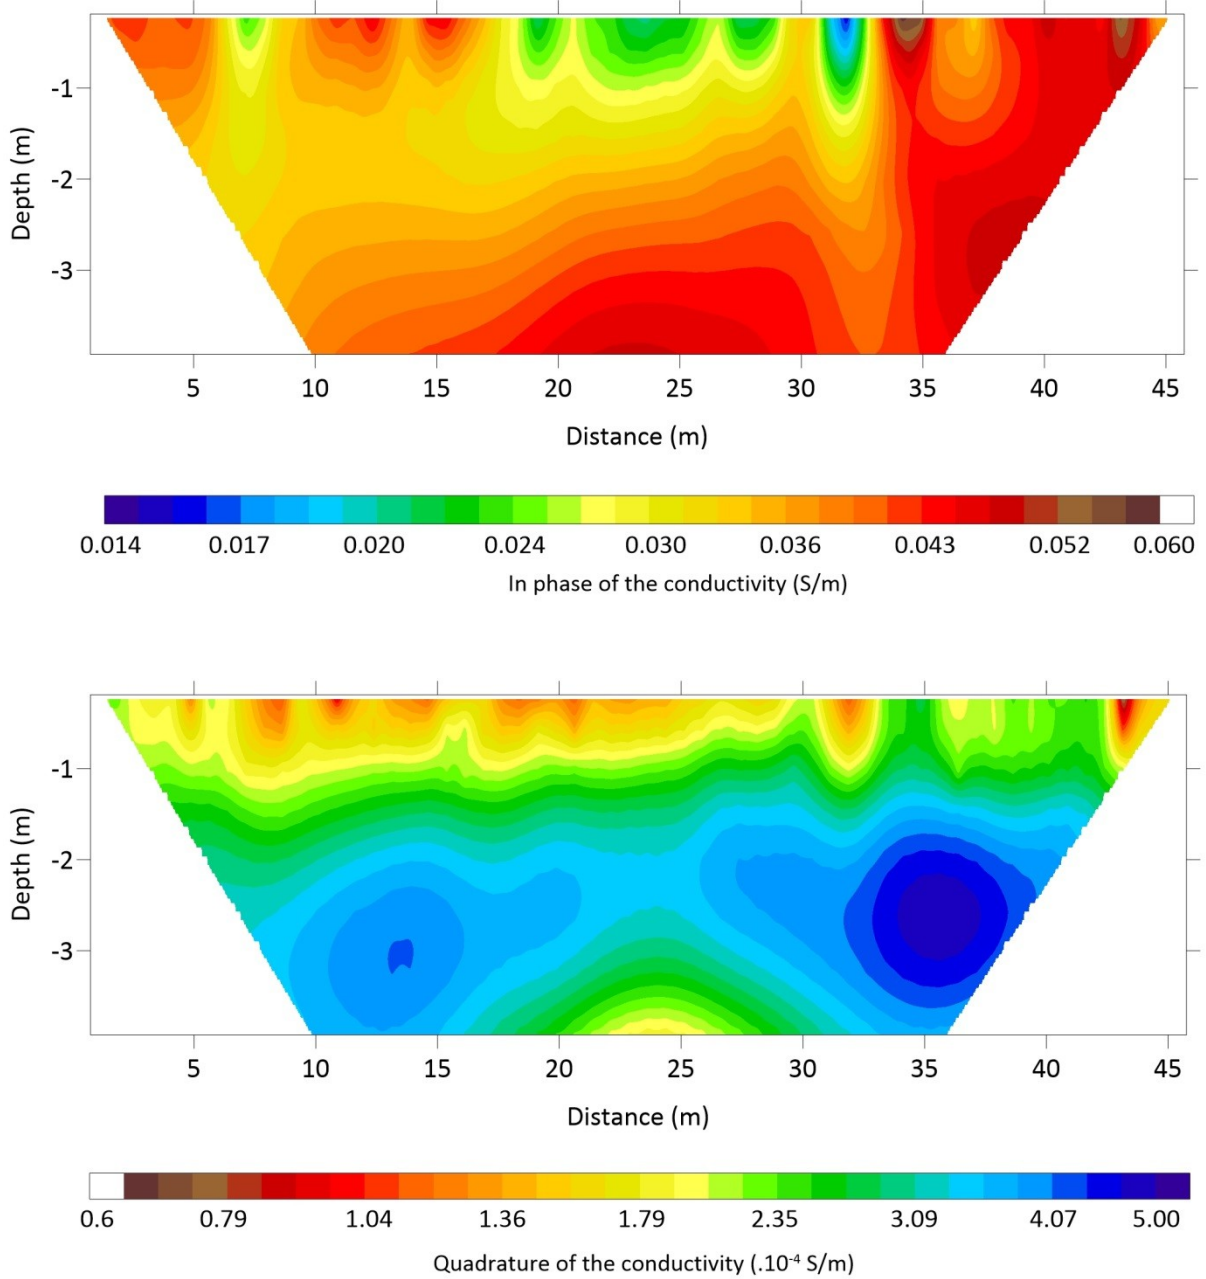 -1
-2
-3
Depth (m)
5 10 15 20 25 30 35 40 45
Distance (m)
0.014 0.017 0.020 0.024 0.030 0.036 0.043 0.052 0.060
In phase of the conductivity (S/m)
-1
-2
-3
Depth (m)
5 10 15 20 25 30 35 40 45
Distance (m)
0.6 0.79 1.04 1.36 1.79 2.35 3.09 4.07 5.00
Quadrature of the conductivity (.10⁻⁴ S/m)